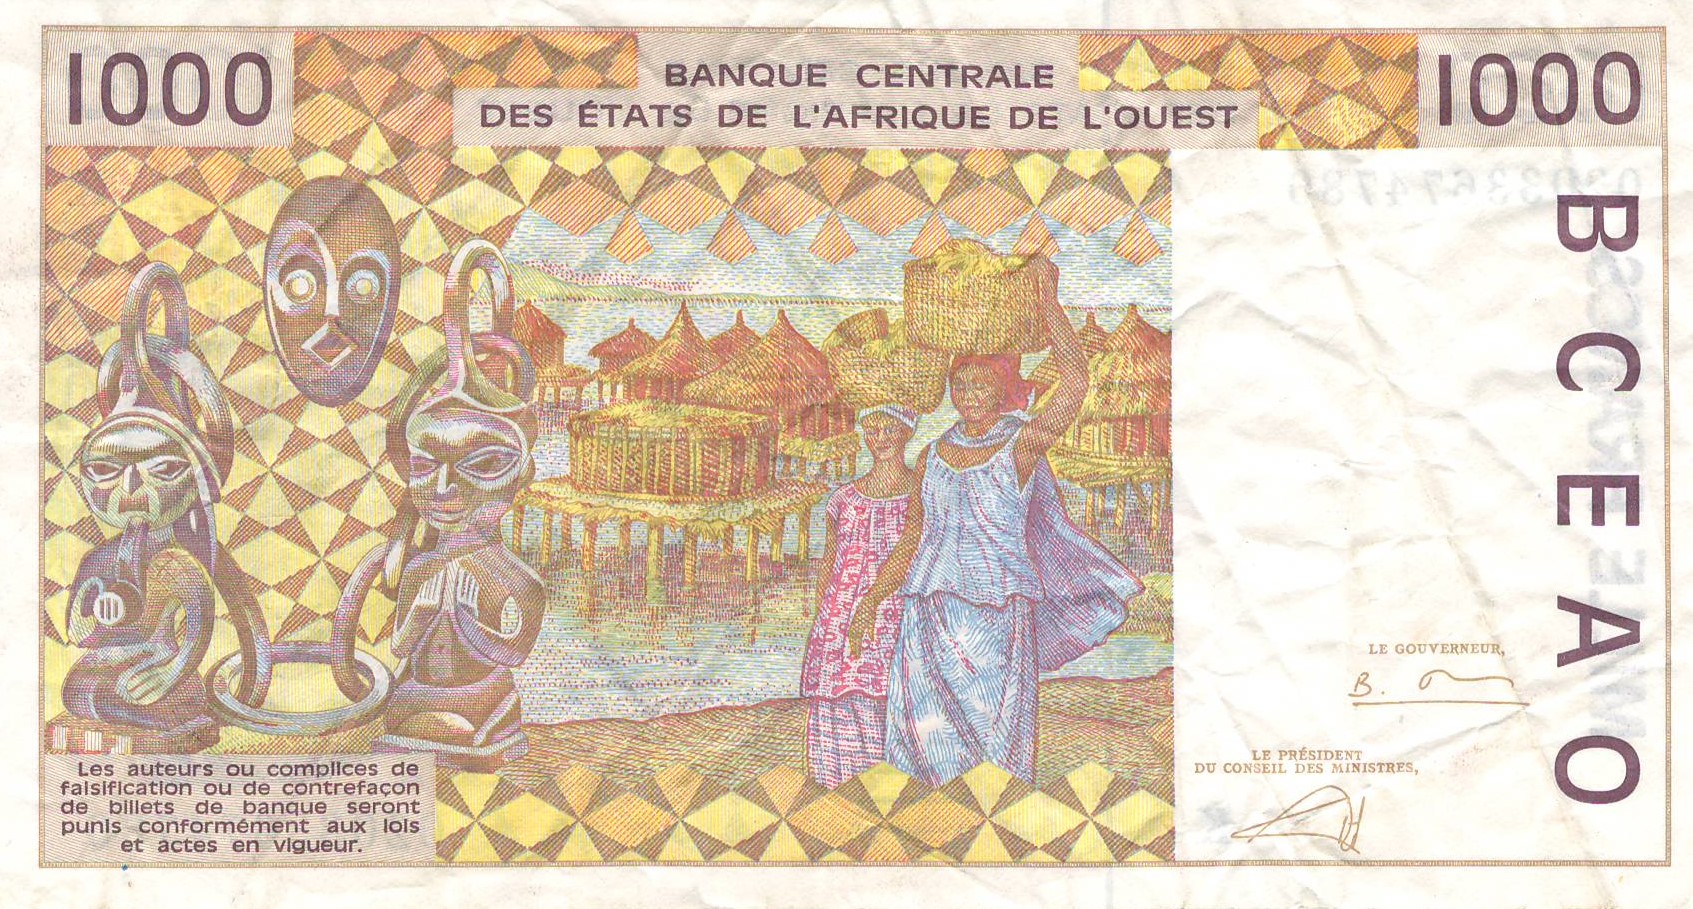 1000
BANQUE CENTRALE
DES ÉTATS DE L'AFRIQUE DE L'OUEST
1000
BCEAO
LE GOUVERNEUR,
LE PRÉSIDENT
DU CONSEIL DES MINISTRES,
Les auteurs ou complices de
falsification ou de contrefaçon
de billets de banque seront
punis conformément aux lois
et actes en vigueur.